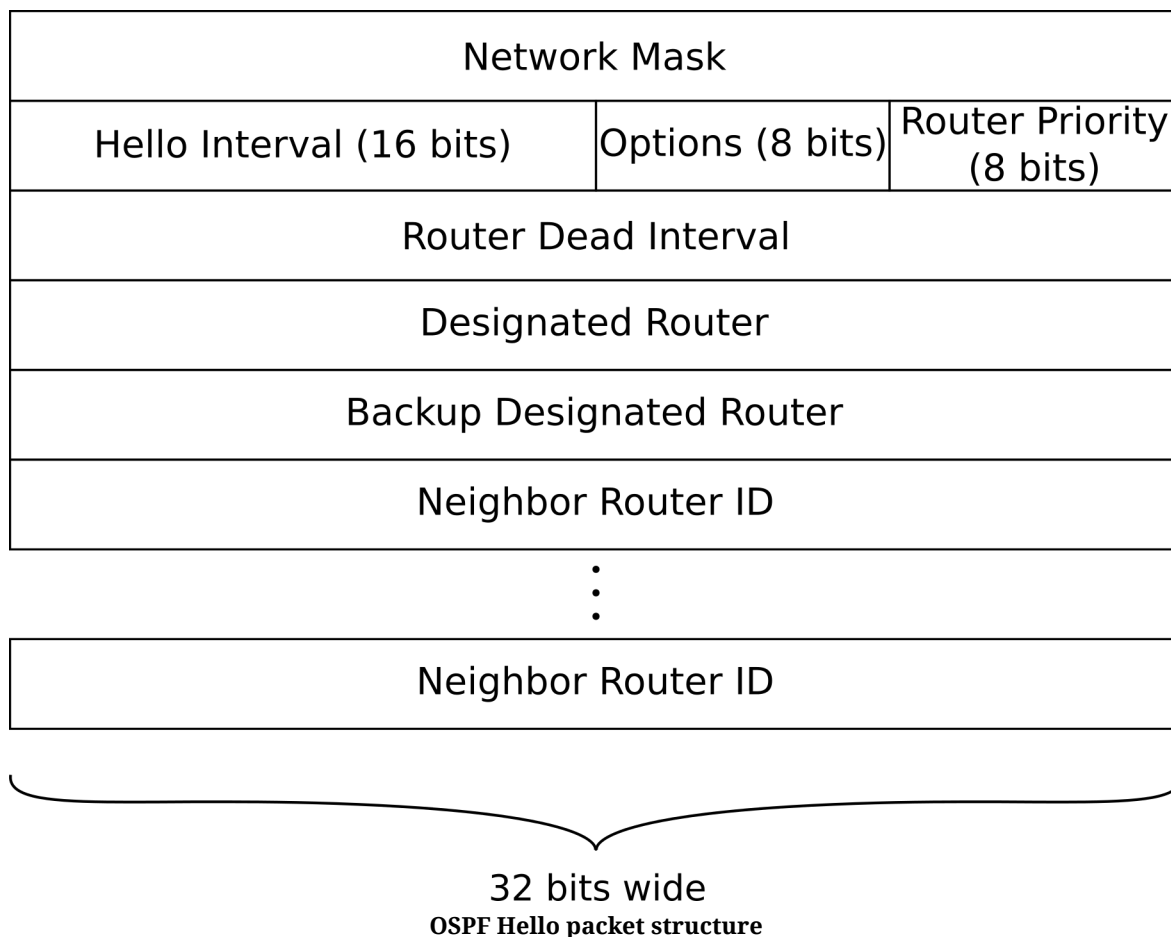 Network Mask
Hello Interval (16 bits)
Options (8 bits)
Router Priority
(8 bits)
Router Dead Interval
Designated Router
Backup Designated Router
Neighbor Router ID
Neighbor Router ID
32 bits wide
OSPF Hello packet structure